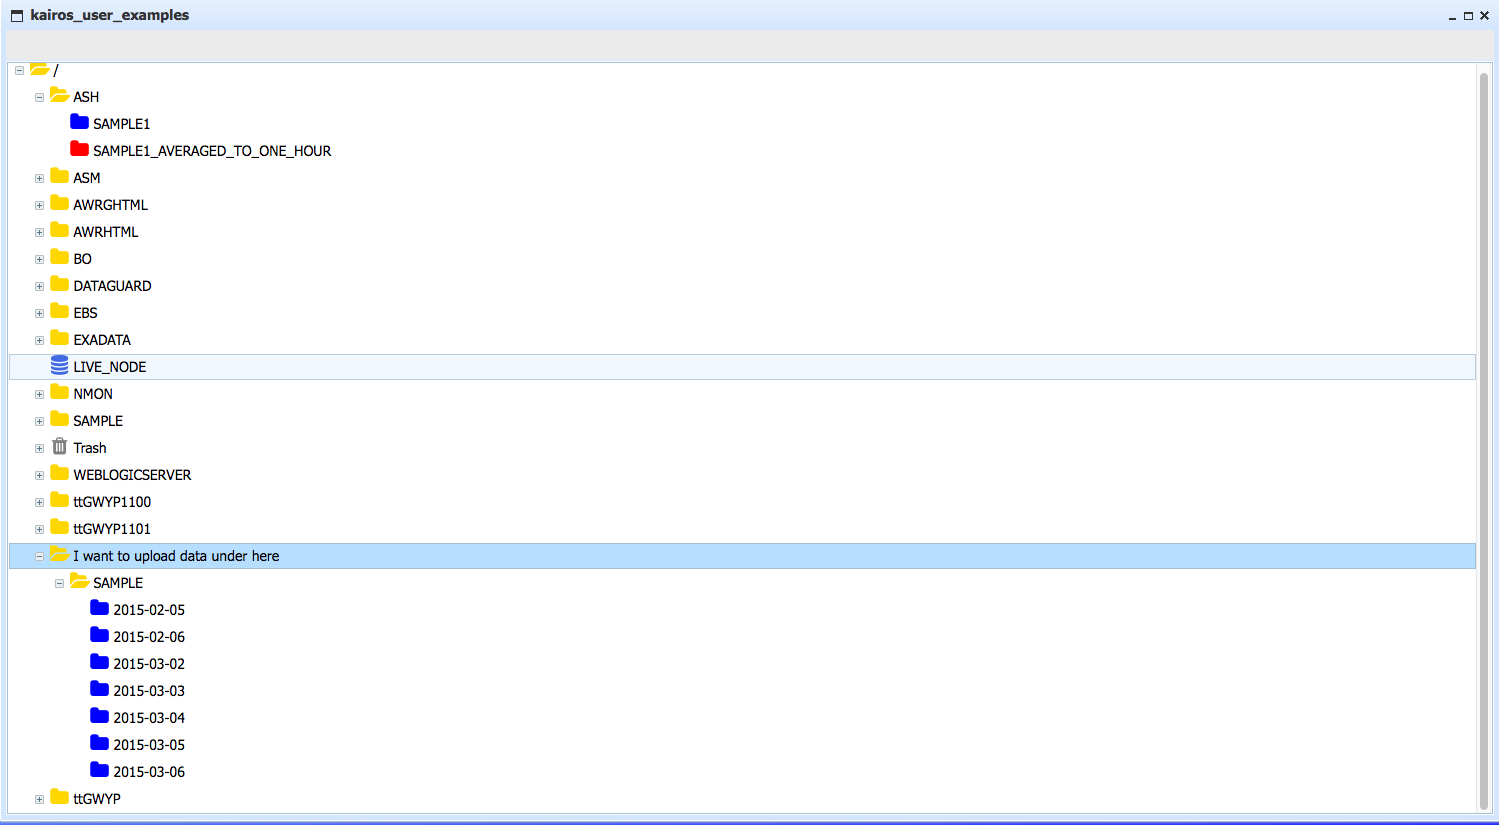 kairos_user_examples
/
ASH
SAMPLE1
SAMPLE1_AVERAGED_TO_ONE_HOUR
ASM
AWRGHTML
AWRHTML
BO
DATAGUARD
EBS
EXADATA
LIVE_NODE
NMON
SAMPLE
Trash
WEBLOGICSERVER
ttGWYP1100
ttGWYP1101
I want to upload data under here
SAMPLE
2015-02-05
2015-02-06
2015-03-02
2015-03-03
2015-03-04
2015-03-05
2015-03-06
ttGWYP